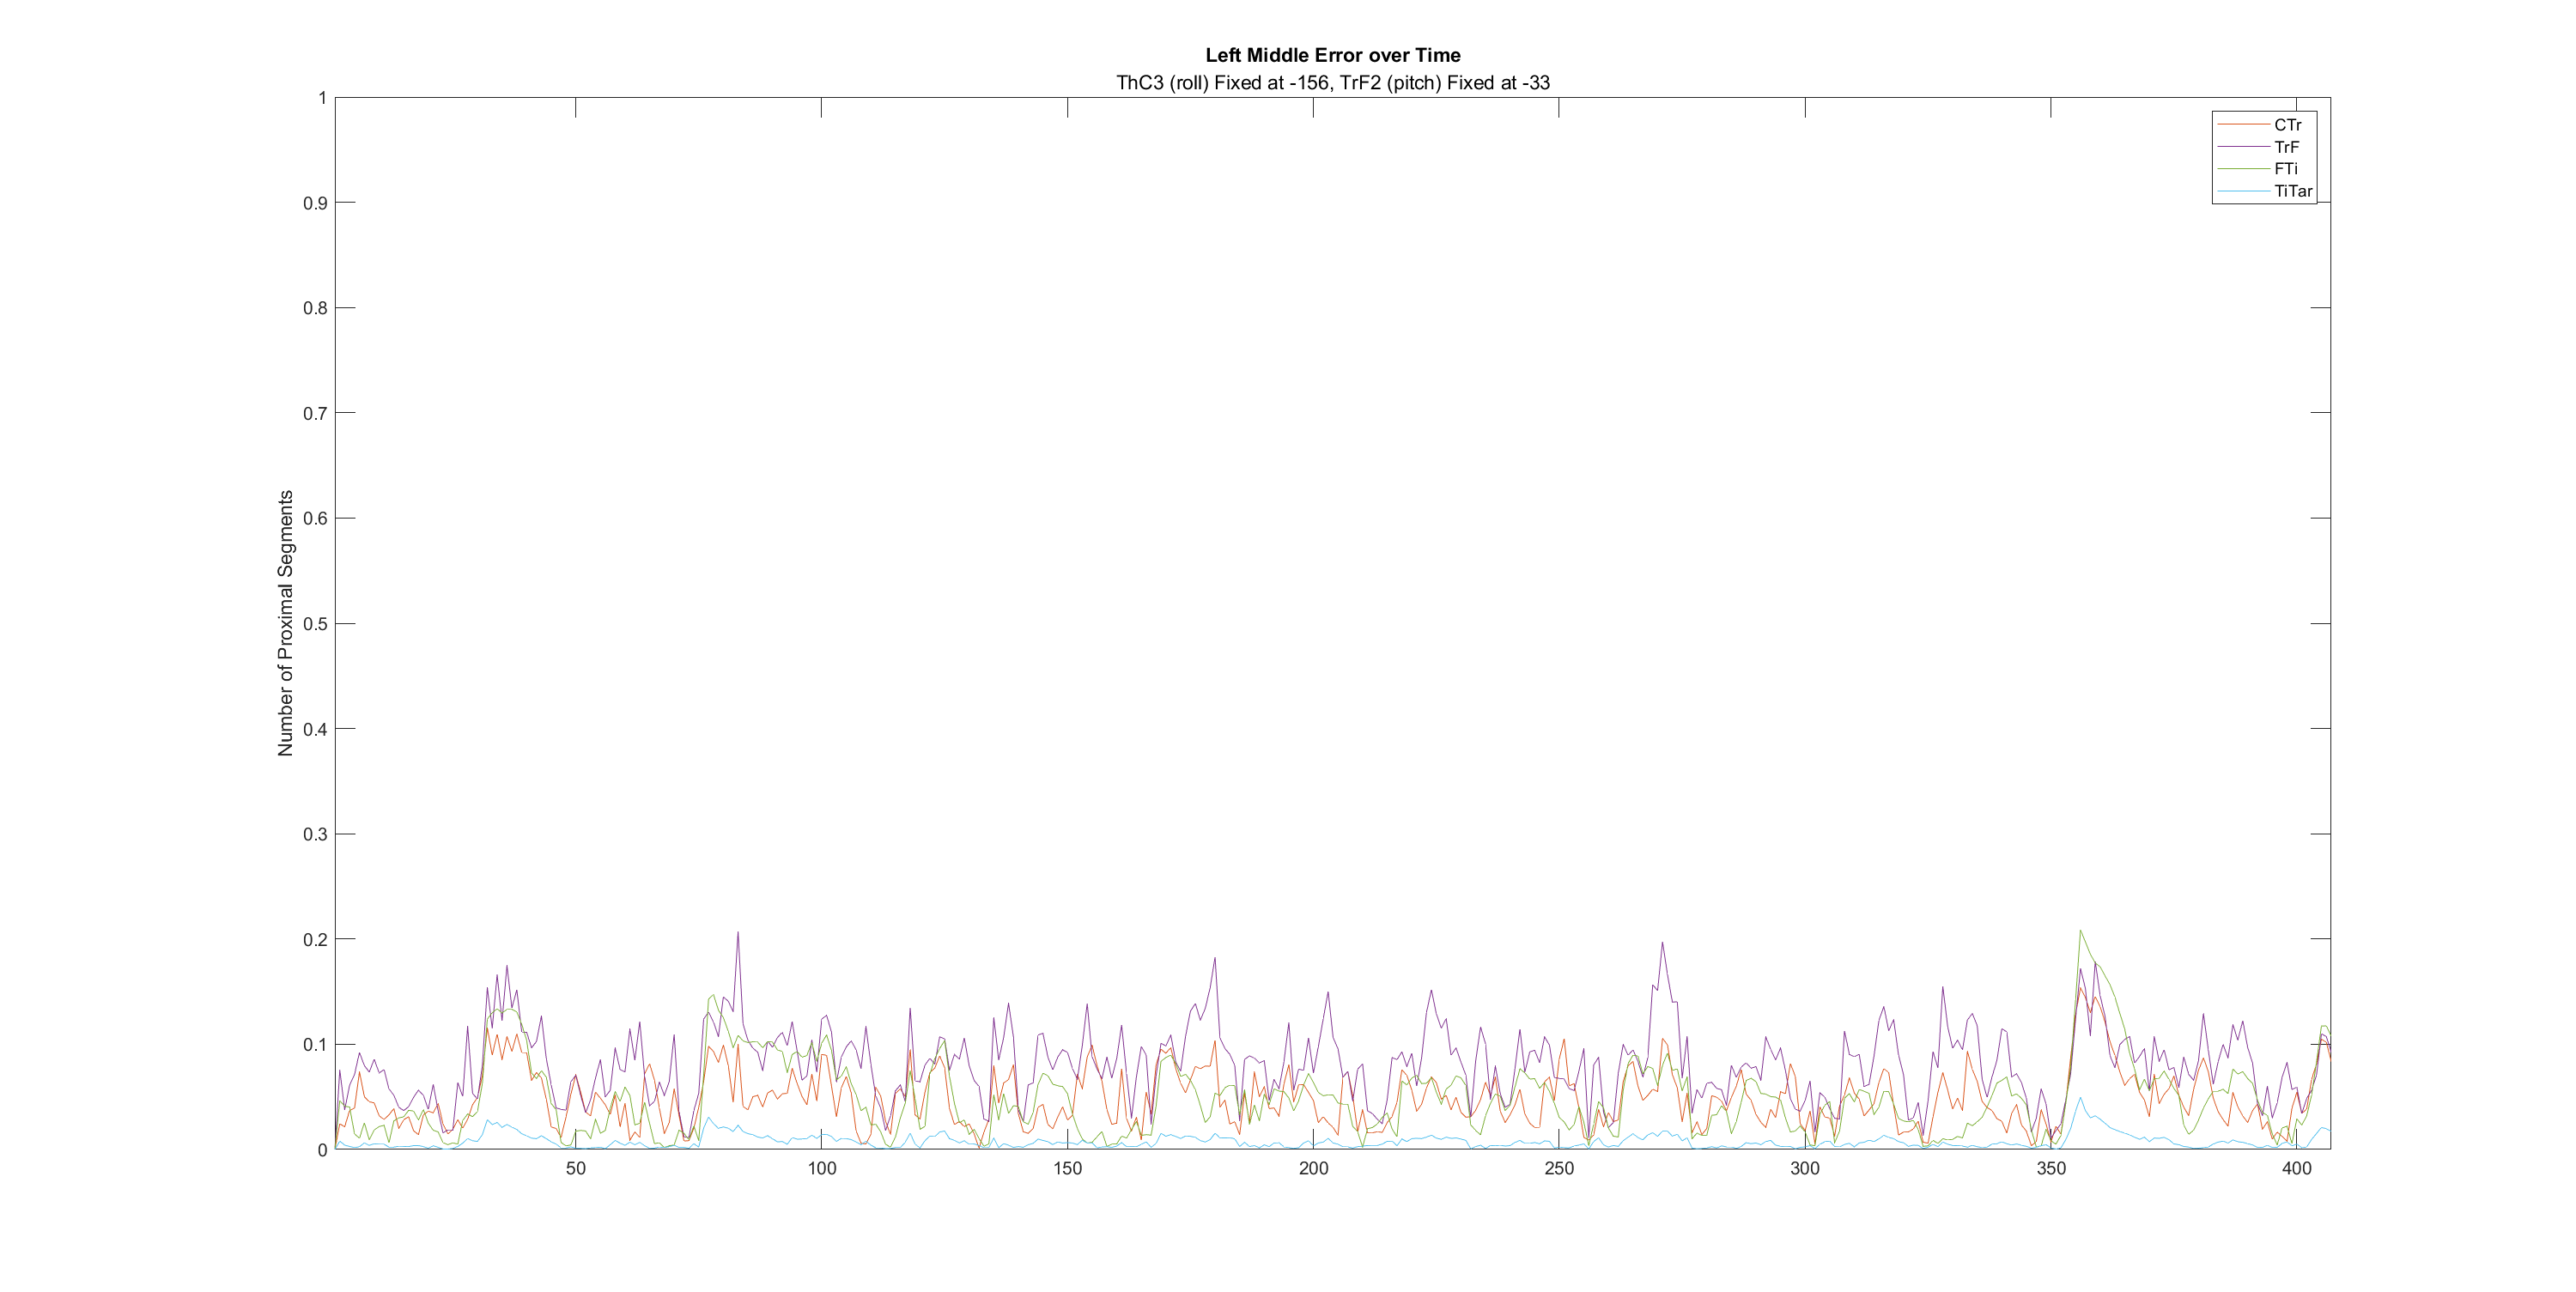 Left Middle Error over Time
ThC3 (roll) Fixed at -156, TrF2 (pitch) Fixed at -33
Number of Proximal Segments
1
0.9
0.8
0.7
0.6
0.5
0.4
0.3
0.2
0.1
0
50 100 150 200 250 300 350 400
CTr
TrF
FTi
TiTar